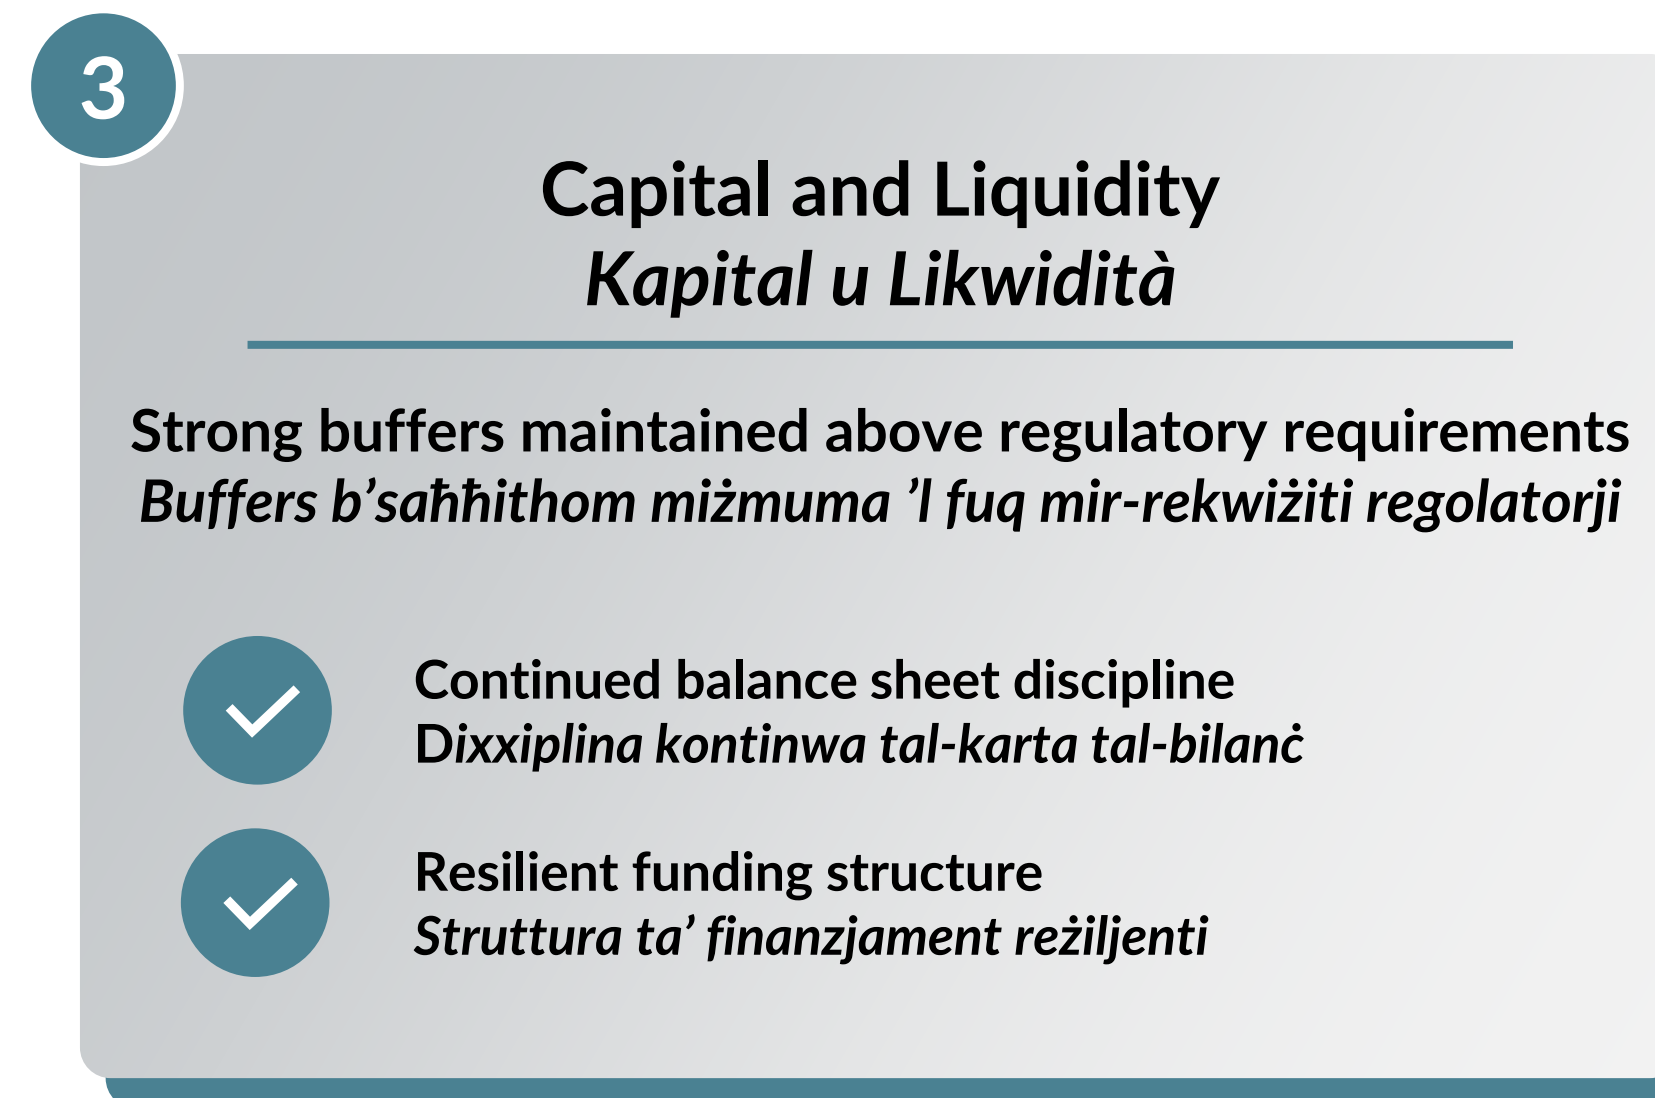 3
Capital and Liquidity
Kapital u Likwidità
Strong buffers maintained above regulatory requirements
Buffers b’saħħithom miżmuma ’l fuq mir-rekwiżiti regolatorji
Continued balance sheet discipline
Dixxiplina kontinwa tal-karta tal-bilanċ
Resilient funding structure
Struttura ta’ finanzjament reżiljenti